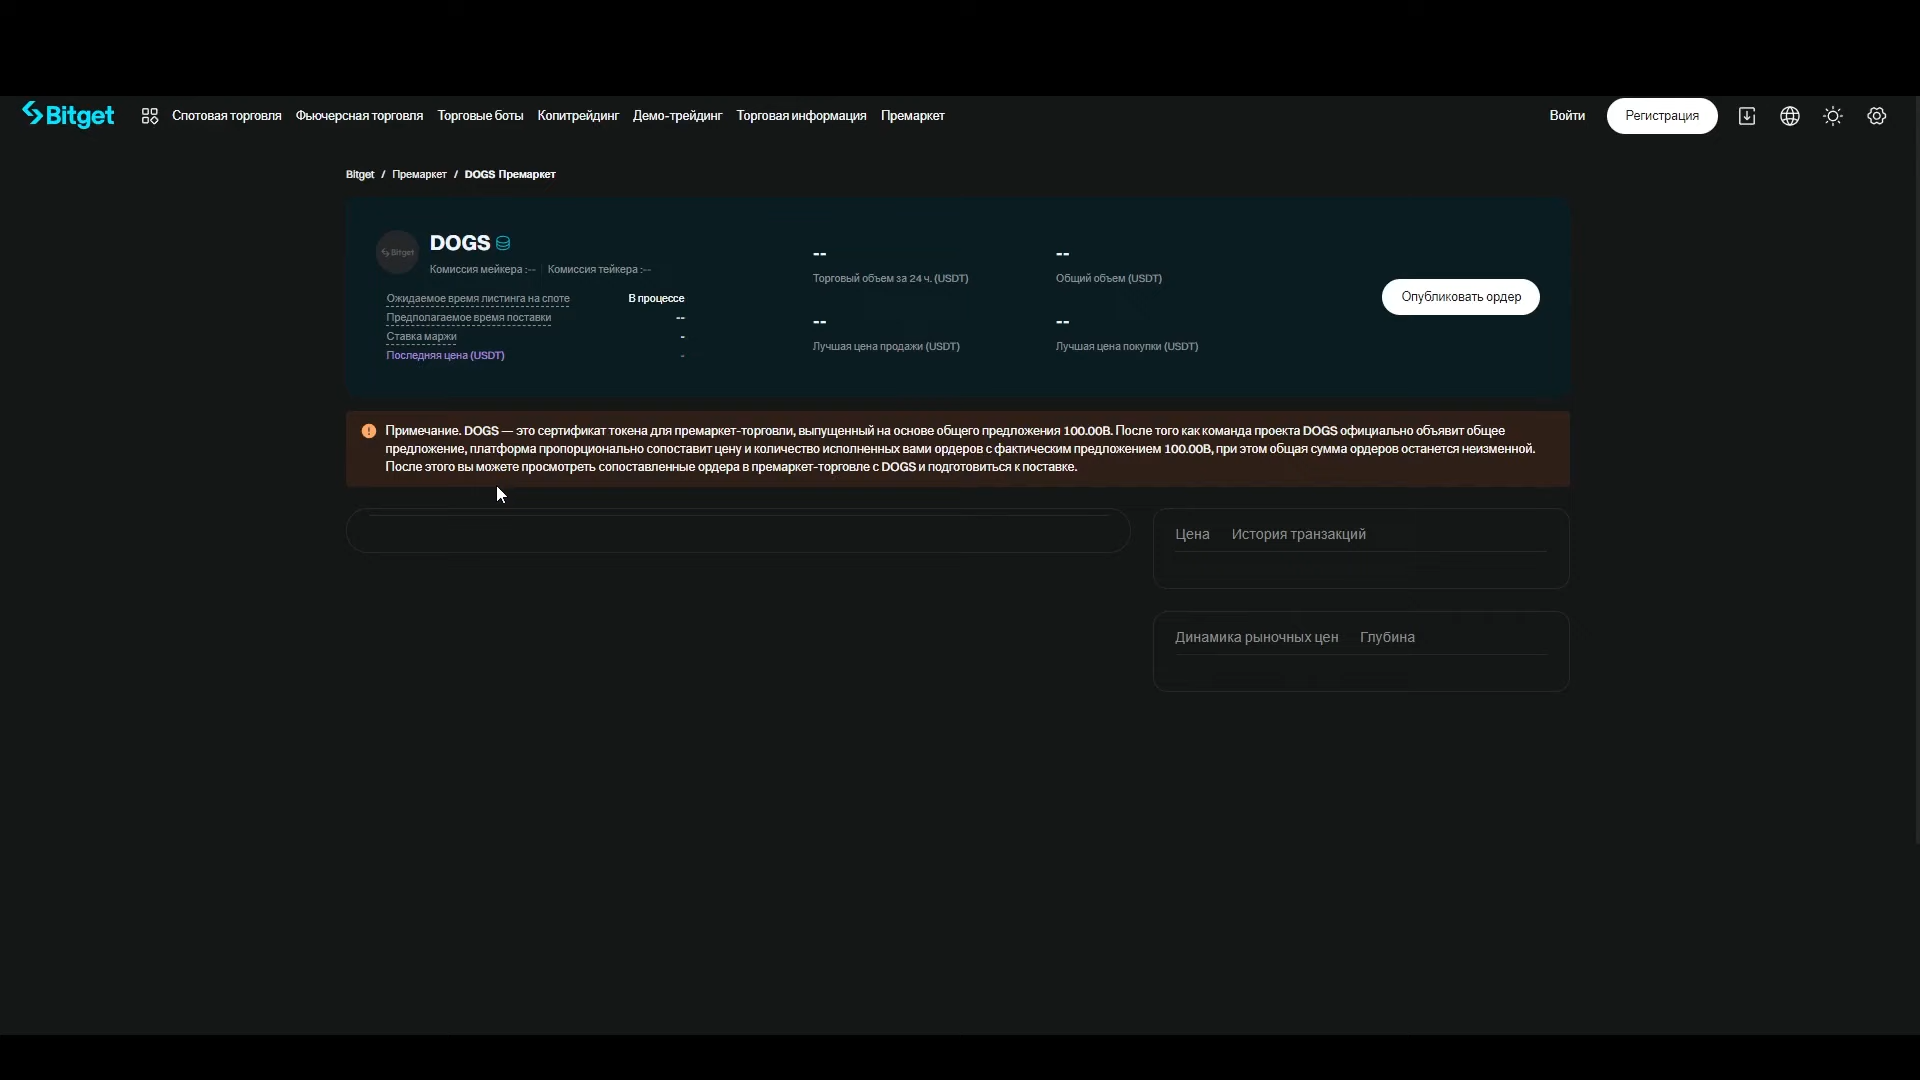 Bitget
Спотовая торговля Фьючерсная торговля Торговые боты Копитрейдинг Демо-трейдинг Торговая информация Премаркет
Войти Регистрация
Bitget / Премаркет / DOGS Премаркет
Bitget
DOGS
Комиссия мейкера :-- Комиссия тейкера :--
Ожидаемое время листинга на споте В процессе
Предполагаемое время поставки --
Ставка маржи -
Последняя цена (USDT) -
--
Торговый объем за 24 ч. (USDT)
--
Общий объем (USDT)
--
Лучшая цена продажи (USDT)
--
Лучшая цена покупки (USDT)
Опубликовать ордер
Примечание. DOGS — это сертификат токена для премаркет-торговли, выпущенный на основе общего предложения 100.00B. После того как команда проекта DOGS официально объявит общее
предложение, платформа пропорционально сопоставит цену и количество исполненных вами ордеров с фактическим предложением 100.00B, при этом общая сумма ордеров останется неизменной.
После этого вы можете просмотреть сопоставленные ордера в премаркет-торговле с DOGS и подготовиться к поставке.
Цена История транзакций
Динамика рыночных цен Глубина